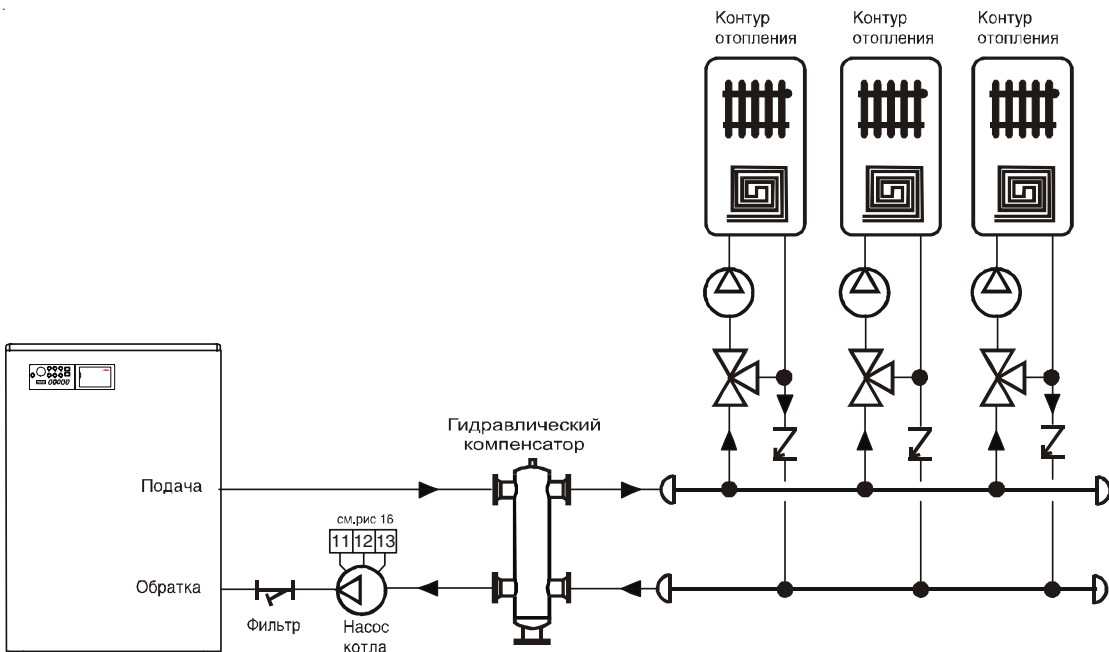 Контур
отопления
Контур
отопления
Контур
отопления
Гидравлический
компенсатор
Подача
см.рис 16
11 12 13
Обратка
Фильтр
Насос
котла